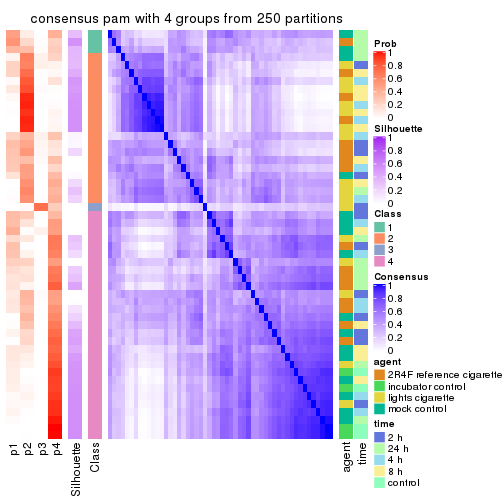 consensus pam with 4 groups from 250 partitions
Prob
1
0.8
0.6
0.4
0.2
0
Silhouette
1
0.8
0.6
0.4
0.2
0
Class
1
2
3
4
Consensus
1
0.8
0.6
0.4
0.2
0
agent
2R4F reference cigarette
incubator control
lights cigarette
mock control
time
2 h
24 h
4 h
8 h
control
p1
p2
p3
p4
Silhouette
Class
agent
time